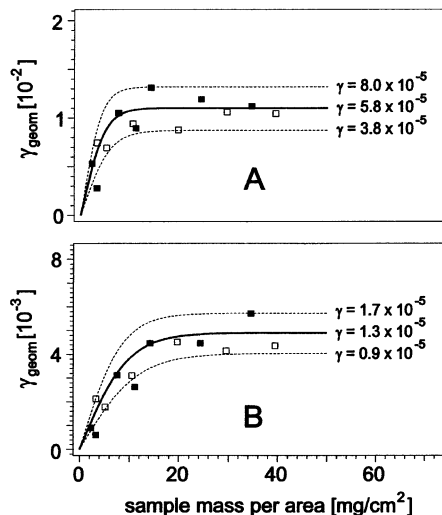 2
1
0
γgeom [10⁻²]
γ = 8.0 x 10⁻⁵
γ = 5.8 x 10⁻⁵
γ = 3.8 x 10⁻⁵
A
8
4
0
γgeom [10⁻³]
γ = 1.7 x 10⁻⁵
γ = 1.3 x 10⁻⁵
γ = 0.9 x 10⁻⁵
B
0 20 40 60
sample mass per area [mg/cm²]